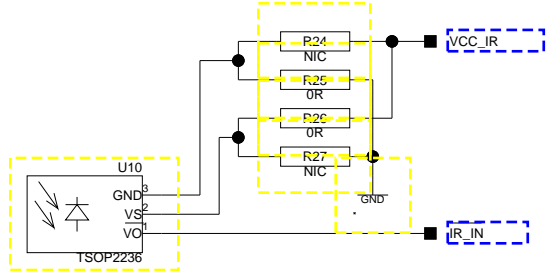 R24
NIC
VCC_IR
R25
0R
R26
0R
R27
NIC
U10
GND 3
VS 2
VO 1
TSOP2236
GND
IR_IN